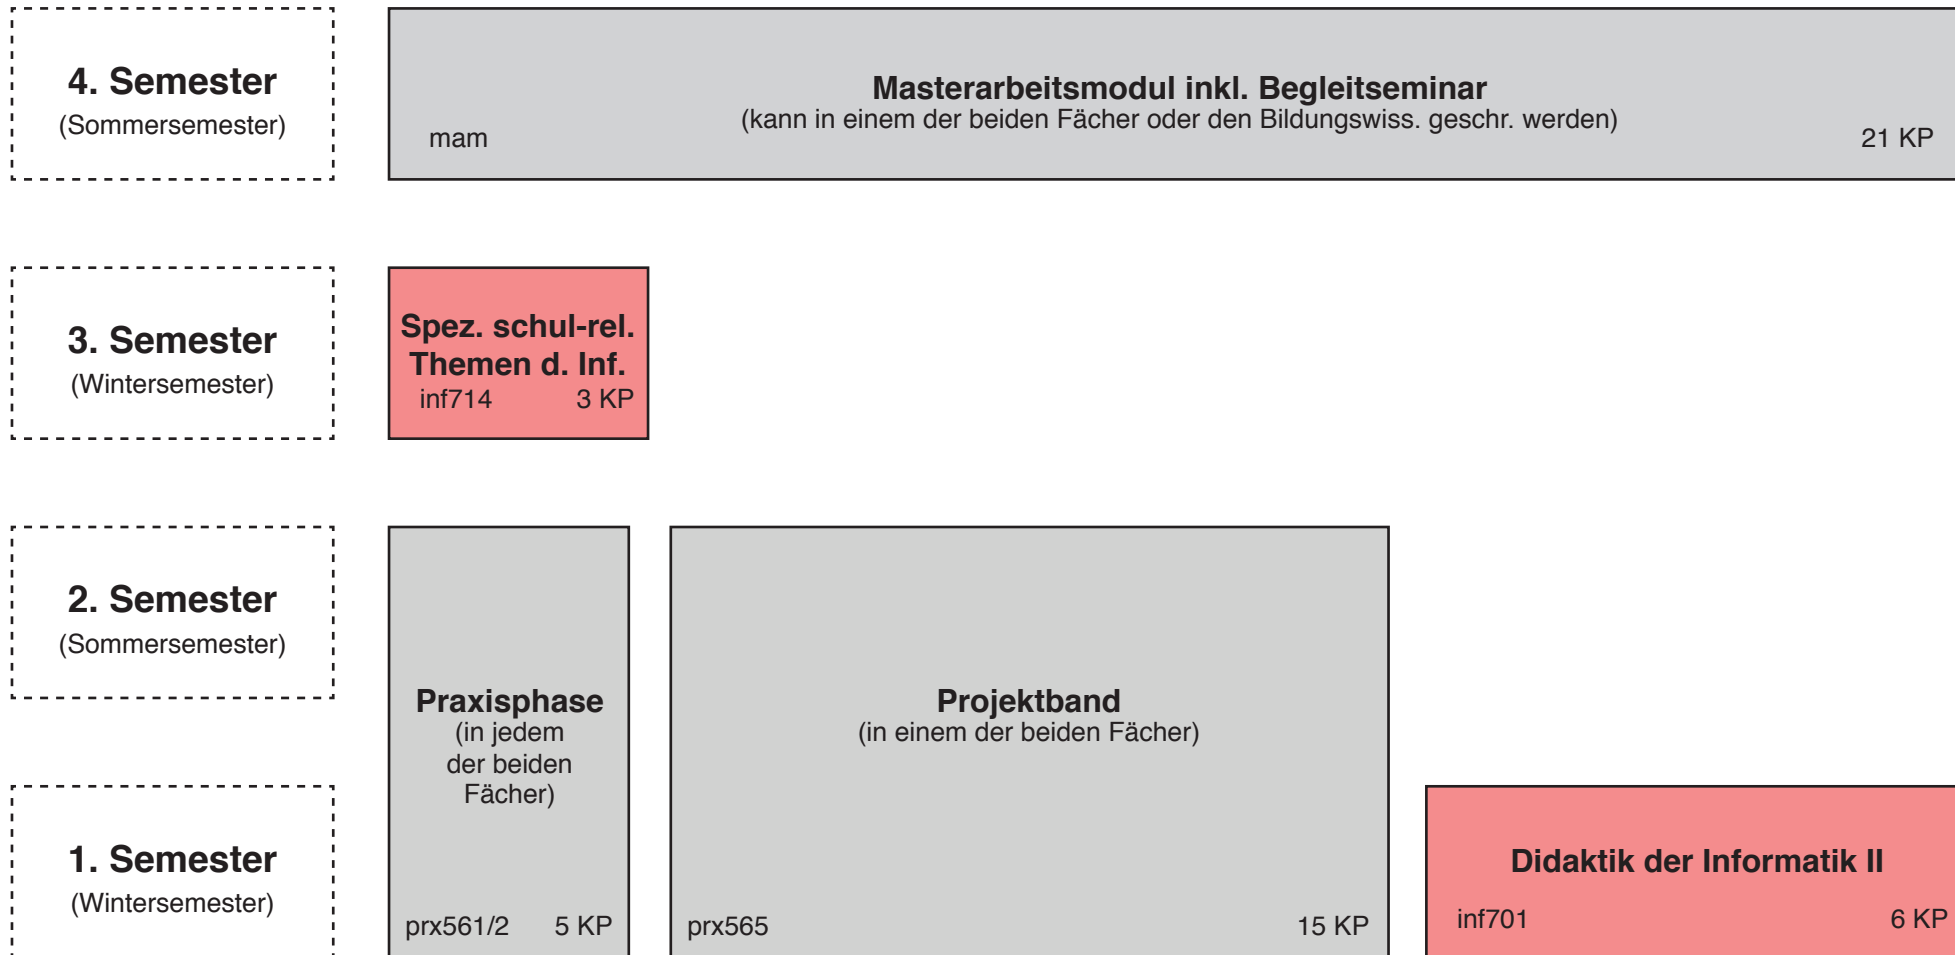 4. Semester
(Sommersemester)
Masterarbeitsmodul inkl. Begleitseminar
(kann in einem der beiden Fächer oder den Bildungswiss. geschr. werden)
mam
21 KP
3. Semester
(Wintersemester)
Spez. schul-rel.
Themen d. Inf.
inf714 3 KP
2. Semester
(Sommersemester)
Praxisphase
(in jedem
der beiden
Fächer)
prx561/2 5 KP
Projektband
(in einem der beiden Fächer)
prx565 15 KP
1. Semester
(Wintersemester)
Didaktik der Informatik II
inf701 6 KP